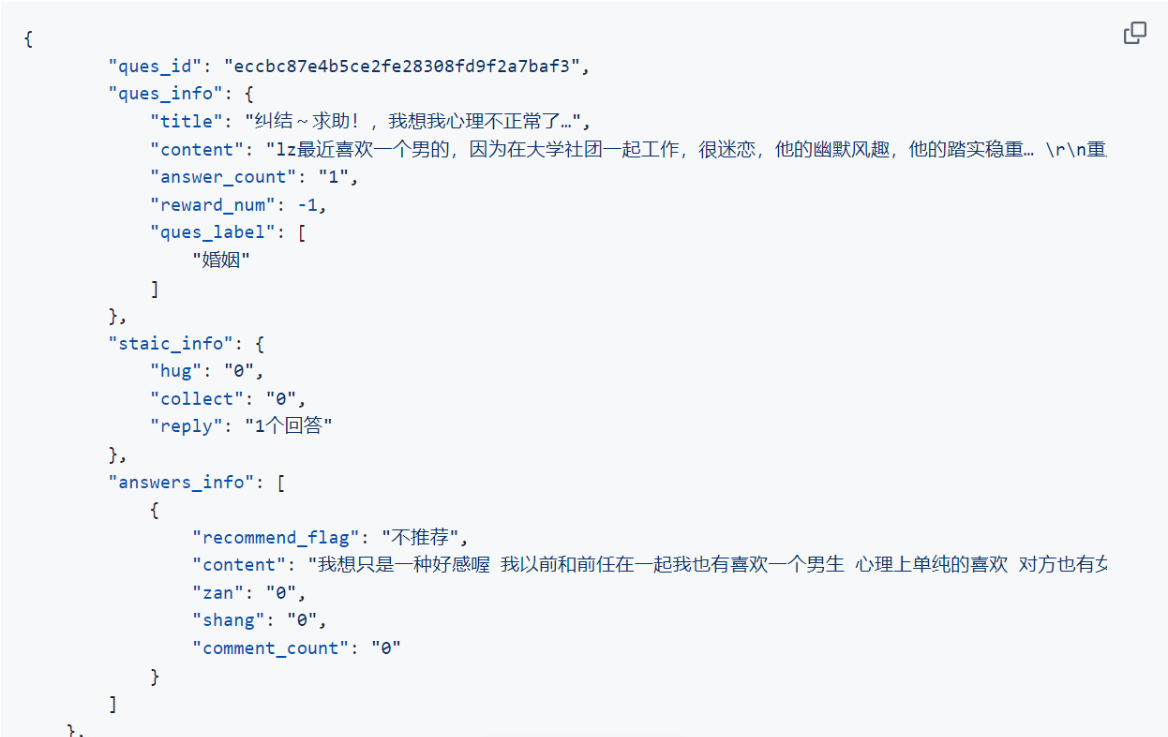 {
"ques_id": "eccbc87e4b5ce2fe28308fd9f2a7baf3",
"ques_info": {
"title": "纠结～求助！，我想我心理不正常了…",
"content": "lz最近喜欢一个男的，因为在大学社团一起工作，很迷恋，他的幽默风趣，他的踏实稳重… \r\n重
"answer_count": "1",
"reward_num": -1,
"ques_label": [
"婚姻"
]
},
"staic_info": {
"hug": "0",
"collect": "0",
"reply": "1个回答"
},
"answers_info": [
{
"recommend_flag": "不推荐",
"content": "我想只是一种好感喔 我以前和前任在一起我也有喜欢一个男生 心理上单纯的喜欢 对方也有女
"zan": "0",
"shang": "0",
"comment_count": "0"
}
]
},